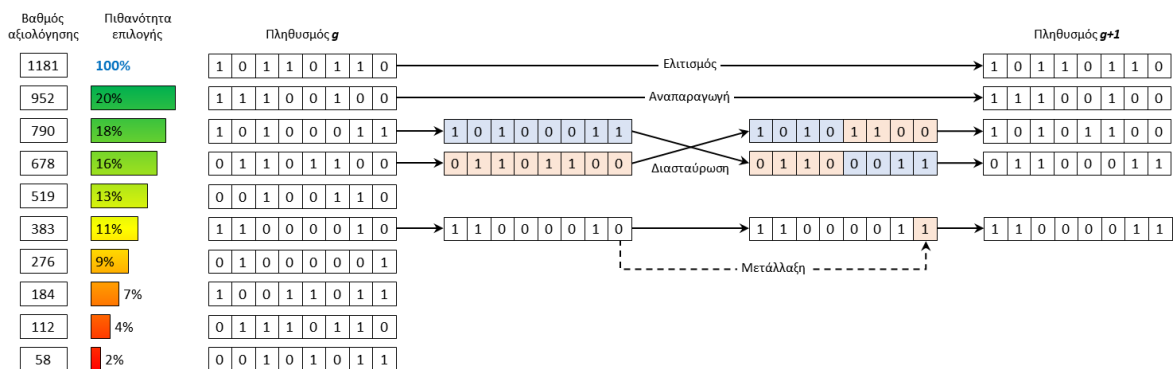 Βαθμός αξιολόγησης Πιθανότητα επιλογής Πληθυσμός g Πληθυσμός g+1
1181 100% 1 0 1 1 0 1 1 0 Ελιτισμός 1 0 1 1 0 1 1 0
952 20% 1 1 1 0 0 1 0 0 Αναπαραγωγή 1 1 1 0 0 1 0 0
790 18% 1 0 1 0 0 0 1 1 1 0 1 0 0 0 1 1 1 0 1 0 1 1 0 0 1 0 1 0 1 1 0 0
678 16% 0 1 1 0 1 1 0 0 0 1 1 0 1 1 0 0 Διασταύρωση 0 1 1 0 0 0 1 1 0 1 1 0 0 0 1 1
519 13% 0 0 1 0 0 1 1 0
383 11% 1 1 0 0 0 0 1 0 1 1 0 0 0 0 1 0 1 1 0 0 0 0 1 1 1 1 0 0 0 0 1 1
276 9% 0 1 0 0 0 0 0 1 Μετάλλαξη
184 7% 1 0 0 1 1 0 1 1
112 4% 0 1 1 1 0 1 1 0
58 2% 0 0 1 0 1 0 1 1